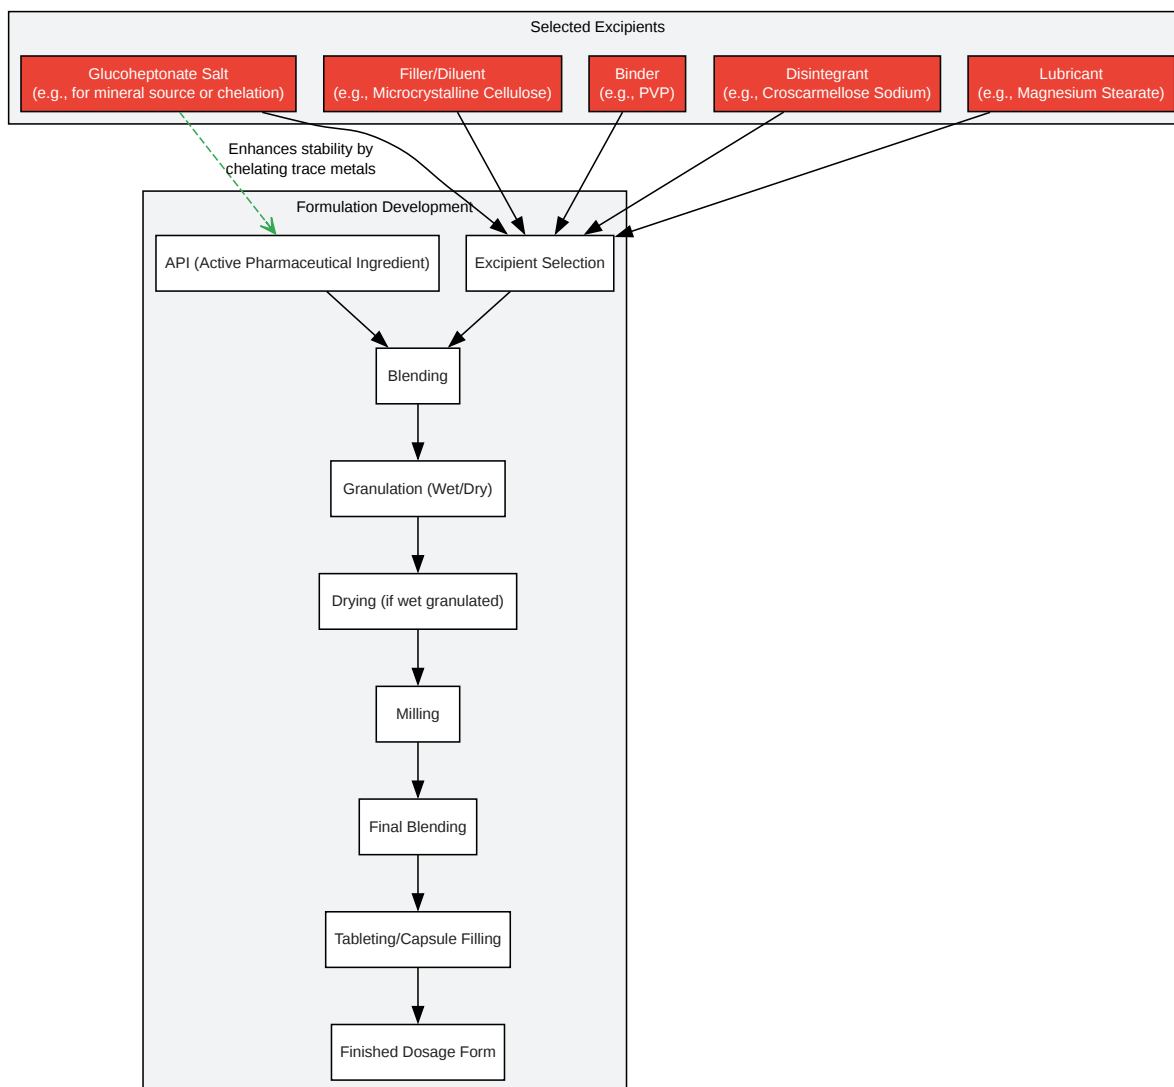 Selected Excipients
Glucoheptonate Salt
(e.g., for mineral source or chelation)
Filler/Diluent
(e.g., Microcrystalline Cellulose)
Binder
(e.g., PVP)
Disintegrant
(e.g., Croscarmellose Sodium)
Lubricant
(e.g., Magnesium Stearate)
Enhances stability by
chelating trace metals
Formulation Development
API (Active Pharmaceutical Ingredient)
Excipient Selection
Blending
Granulation (Wet/Dry)
Drying (if wet granulated)
Milling
Final Blending
Tableting/Capsule Filling
Finished Dosage Form